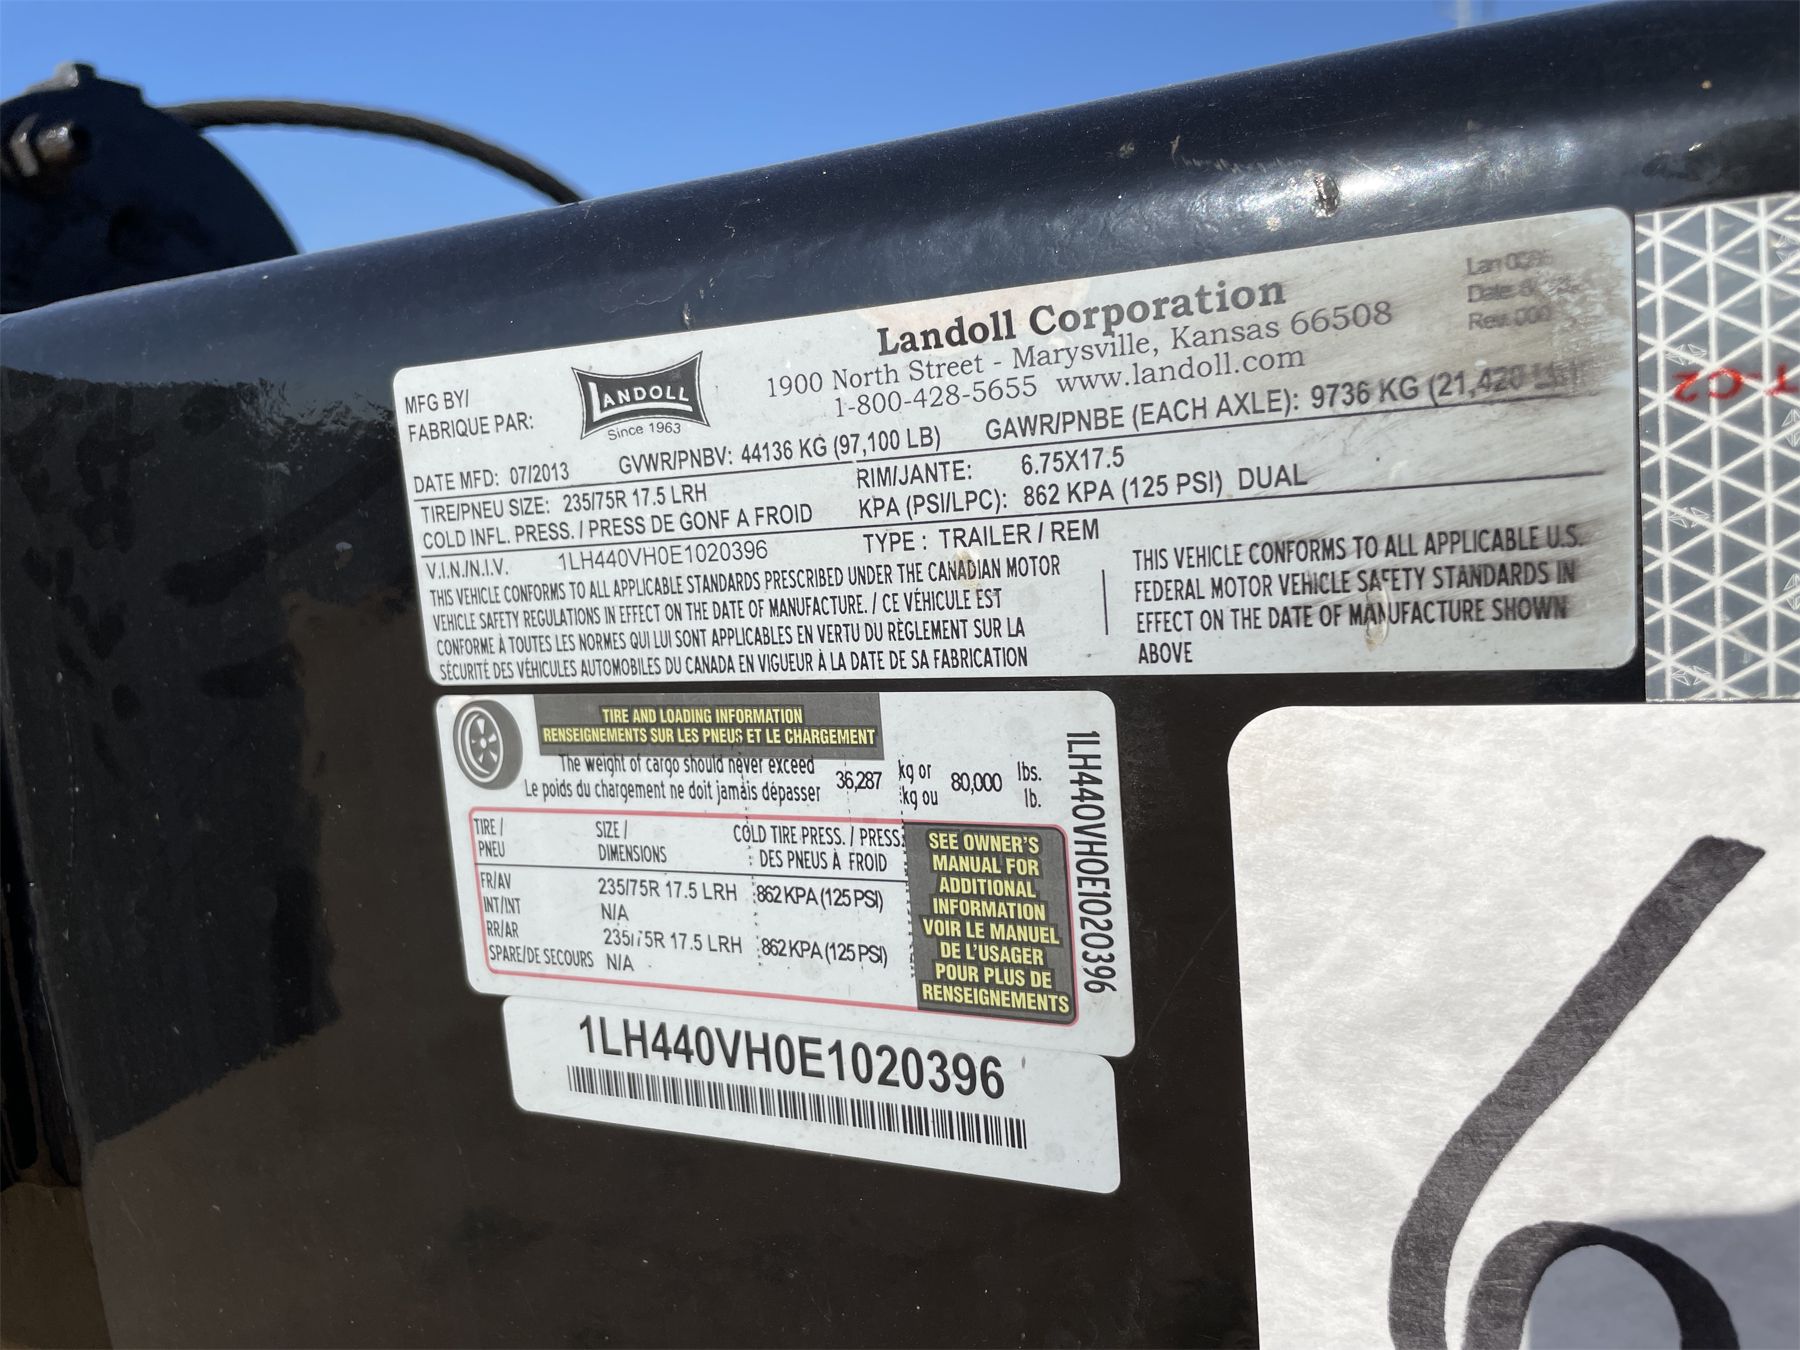 Landoll Corporation
1900 North Street - Marysville, Kansas 66508
1-800-428-5655 www.landoll.com
Rev. 000
MFG BY/
FABRIQUE PAR:
LANDOLL
Since 1963
DATE MFD: 07/2013 GVWR/PNBV: 44136 KG (97,100 LB) GAWR/PNBE (EACH AXLE): 9736 KG (21,420
TIRE/PNEU SIZE: 235/75R 17.5 LRH RIM/JANTE: 6.75X17.5
COLD INFL. PRESS. / PRESS DE GONF A FROID KPA (PSI/LPC): 862 KPA (125 PSI) DUAL
V.I.N./N.I.V. 1LH440VH0E1020396 TYPE : TRAILER / REM
THIS VEHICLE CONFORMS TO ALL APPLICABLE STANDARDS PRESCRIBED UNDER THE CANADIAN MOTOR
VEHICLE SAFETY REGULATIONS IN EFFECT ON THE DATE OF MANUFACTURE. / CE VÉHICULE EST
CONFORME À TOUTES LES NORMES QUI LUI SONT APPLICABLES EN VERTU DU RÈGLEMENT SUR LA
SÉCURITÉ DES VÉHICULES AUTOMOBILES DU CANADA EN VIGUEUR À LA DATE DE SA FABRICATION
THIS VEHICLE CONFORMS TO ALL APPLICABLE U.S.
FEDERAL MOTOR VEHICLE SAFETY STANDARDS IN
EFFECT ON THE DATE OF MANUFACTURE SHOWN
ABOVE
TIRE AND LOADING INFORMATION
RENSEIGNEMENTS SUR LES PNEUS ET LE CHARGEMENT
The weight of cargo should never exceed 36,287 kg or 80,000 lbs.
Le poids du chargement ne doit jamais dépasser kg ou lb.
TIRE / SIZE / COLD TIRE PRESS. / PRESS
PNEU DIMENSIONS DES PNEUS À FROID
FR/AV 235/75R 17.5 LRH 862 KPA (125 PSI)
INT/INT N/A
RR/AR 235/75R 17.5 LRH 862 KPA (125 PSI)
SPARE/DE SECOURS N/A
SEE OWNER'S
MANUAL FOR
ADDITIONAL
INFORMATION
VOIR LE MANUEL
DE L'USAGER
POUR PLUS DE
RENSEIGNEMENTS
1LH440VH0E1020396
1LH440VH0E1020396
T-C2
6